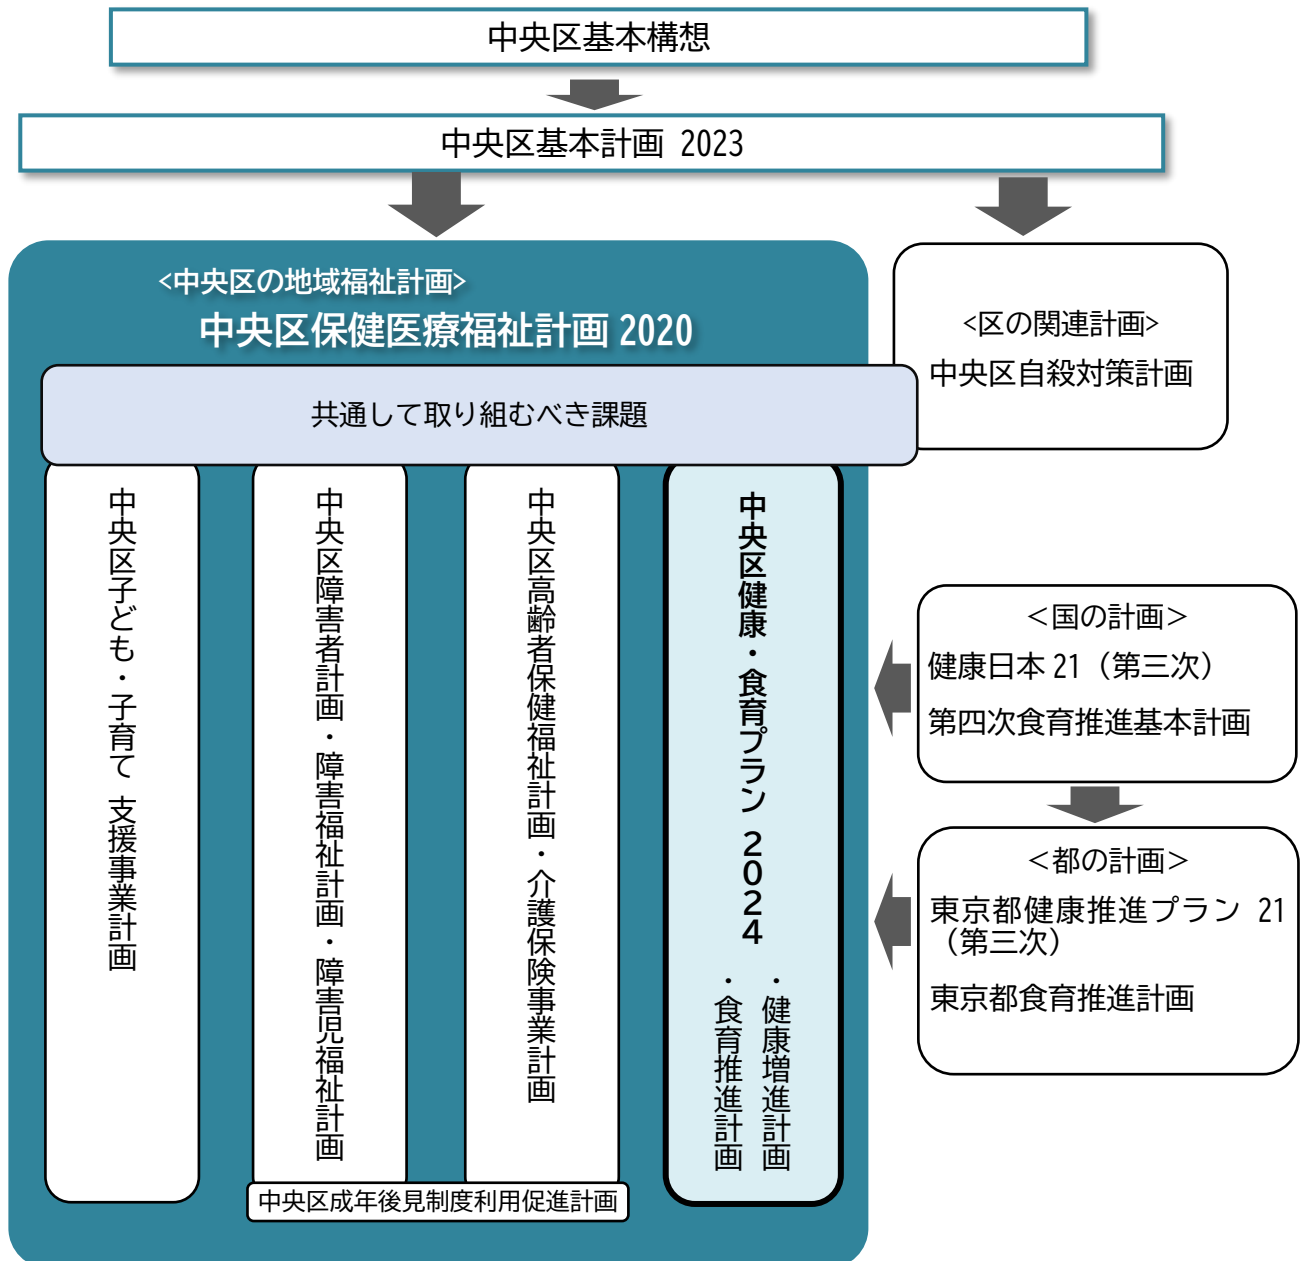 中央区基本構想
中央区基本計画 2023
<中央区の地域福祉計画>
中央区保健医療福祉計画 2020
<区の関連計画>
中央区自殺対策計画
共通して取り組むべき課題
中央区子ども・子育て 支援事業計画
中央区障害者計画・障害福祉計画・障害児福祉計画
中央区高齢者保健福祉計画・介護保険事業計画
中央区健康・食育プラン 2024
・健康増進計画
・食育推進計画
中央区成年後見制度利用促進計画
＜国の計画＞
健康日本 21（第三次）
第四次食育推進基本計画
＜都の計画＞
東京都健康推進プラン 21
（第三次）
東京都食育推進計画